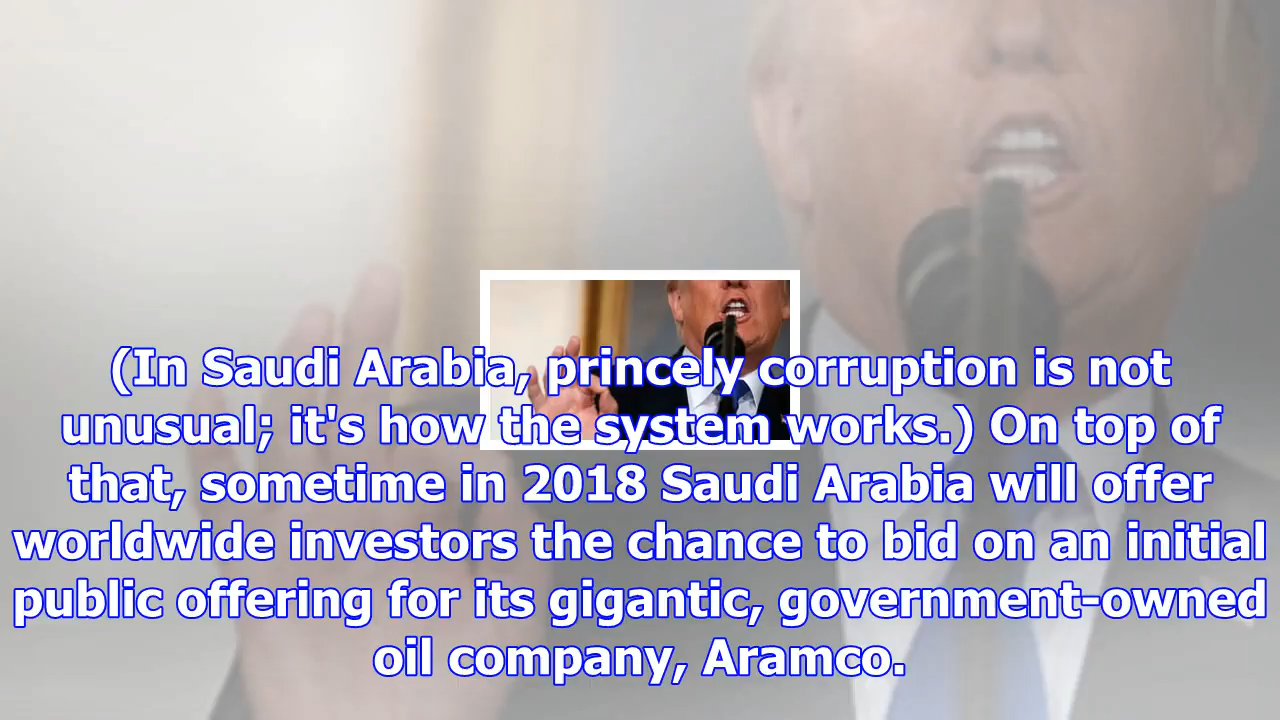 (In Saudi Arabia, princely corruption is not
unusual; it's how the system works.) On top of
that, sometime in 2018 Saudi Arabia will offer
worldwide investors the chance to bid on an initial
public offering for its gigantic, government-owned
oil company, Aramco.